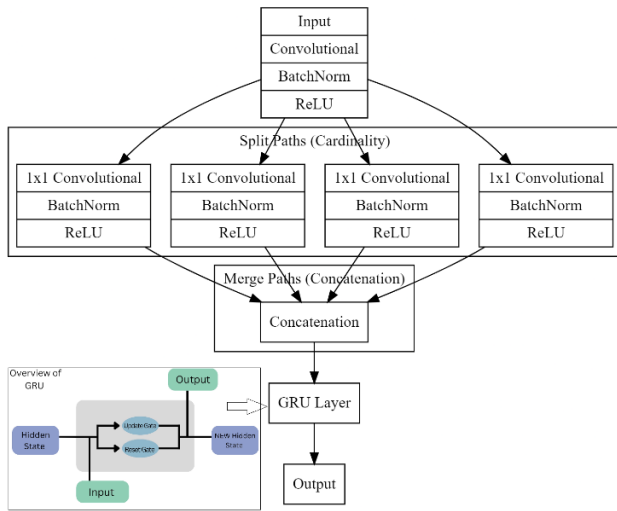 Input
Convolutional
BatchNorm
ReLU
Split Paths (Cardinality)
1x1 Convolutional
BatchNorm
ReLU
1x1 Convolutional
BatchNorm
ReLU
1x1 Convolutional
BatchNorm
ReLU
1x1 Convolutional
BatchNorm
ReLU
Merge Paths (Concatenation)
Concatenation
GRU Layer
Output
Overview of
GRU
Output
Hidden
State
Update Gate
Reset Gate
NEW Hidden
State
Input